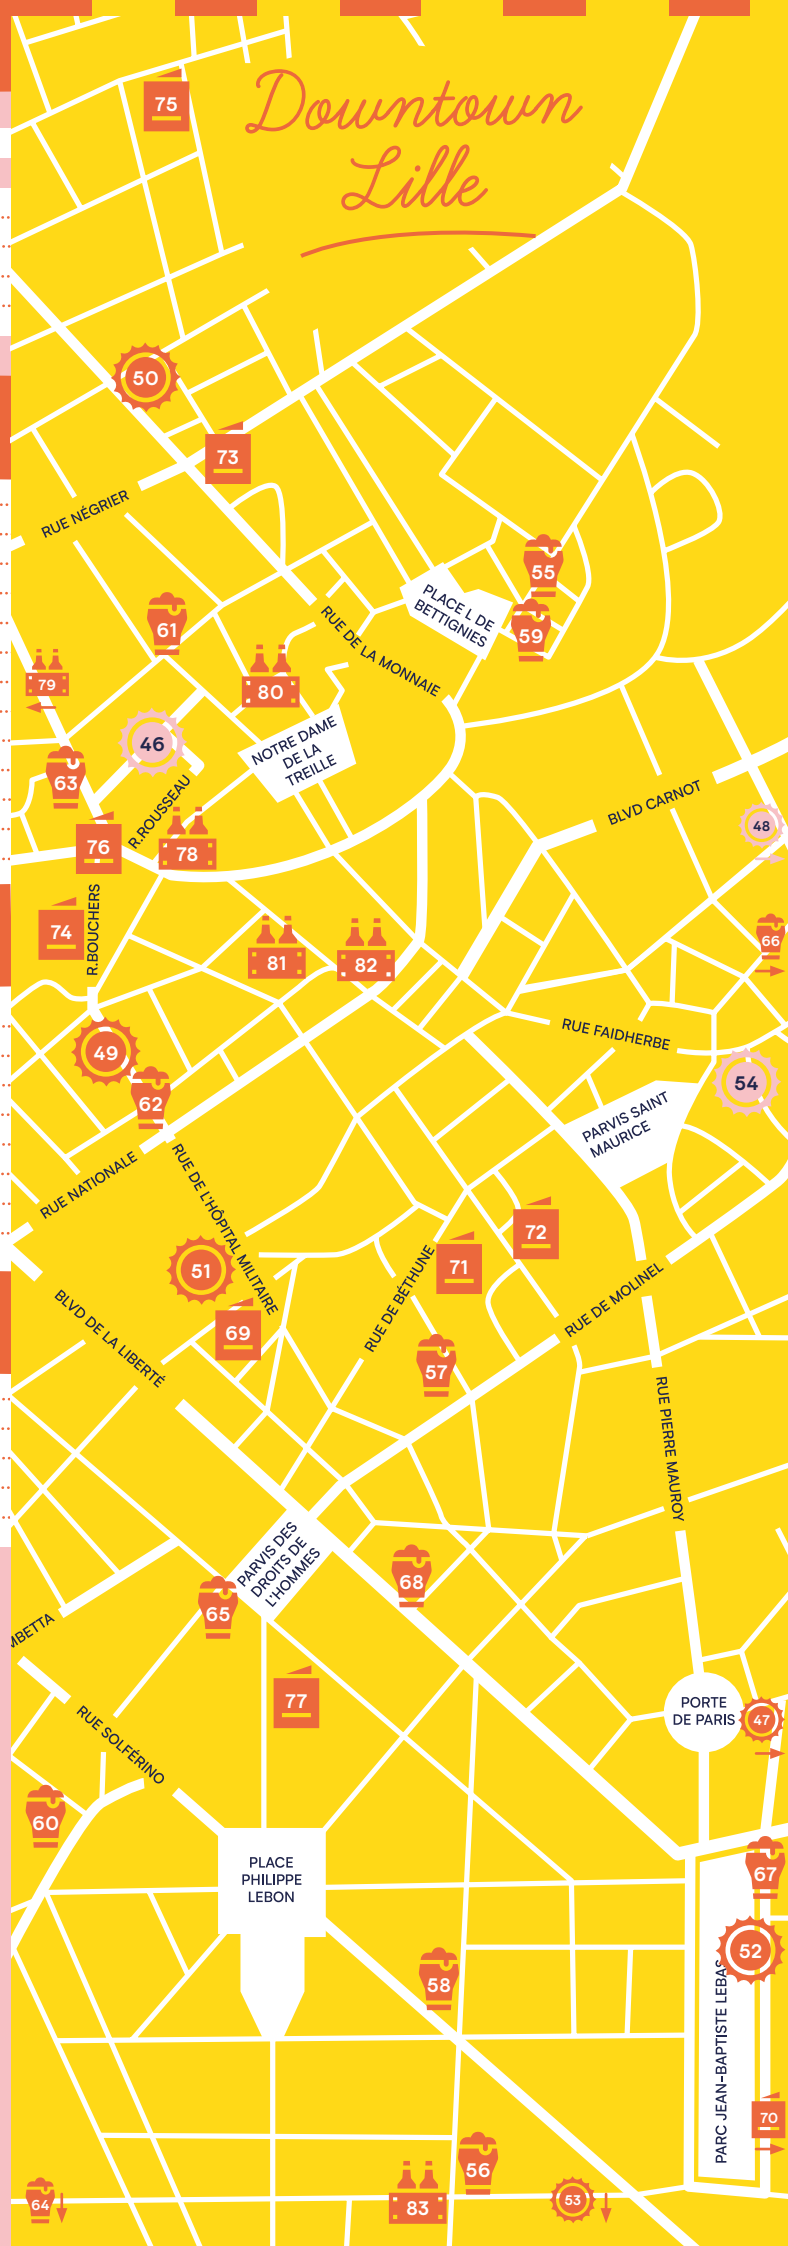 75
Downtown
Lille
50
73
RUE NÉGRIER
55
PLACE L DE
BETTIGNIES
59
61
RUE DE LA MONNAIE
79
80
46
NOTRE DAME
DE LA
TREILLE
63
R.ROUSSEAU
BLVD CARNOT
48
76
78
74
R.BOUCHERS
66
81
82
RUE FAIDHERBE
49
54
62
PARVIS SAINT
MAURICE
RUE NATIONALE
RUE DE L'HÔPITAL MILITAIRE
72
51
71
RUE DE BÉTHUNE
RUE DE MOLINEL
BLVD DE LA LIBERTÉ
69
57
RUE PIERRE MAUROY
PARVIS DES
DROITS DE
L'HOMMES
68
65
MBETTA
77
PORTE
DE PARIS
47
RUE SOLFÉRINO
60
PLACE
PHILIPPE
LEBON
67
52
58
PARC JEAN-BAPTISTE LEBAS
70
56
64
83
53